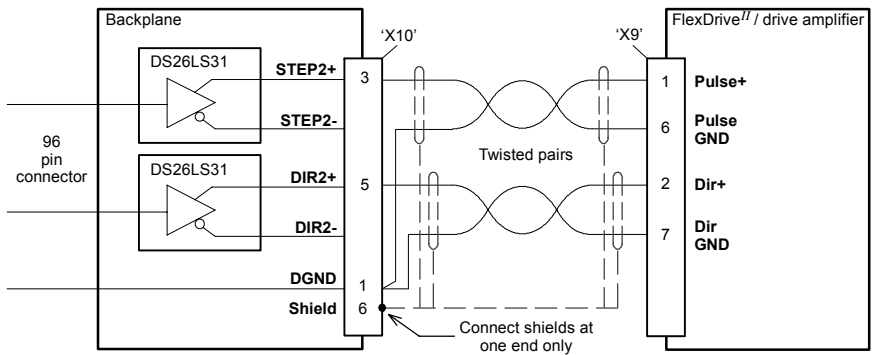 Backplane
FlexDriveII / drive amplifier
'X10'
'X9'
DS26LS31
STEP2+
3
1
Pulse+
STEP2-
6
Pulse
GND
96
pin
connector
Twisted pairs
DS26LS31
DIR2+
5
2
Dir+
DIR2-
7
Dir
GND
DGND
1
Shield
6
Connect shields at
one end only